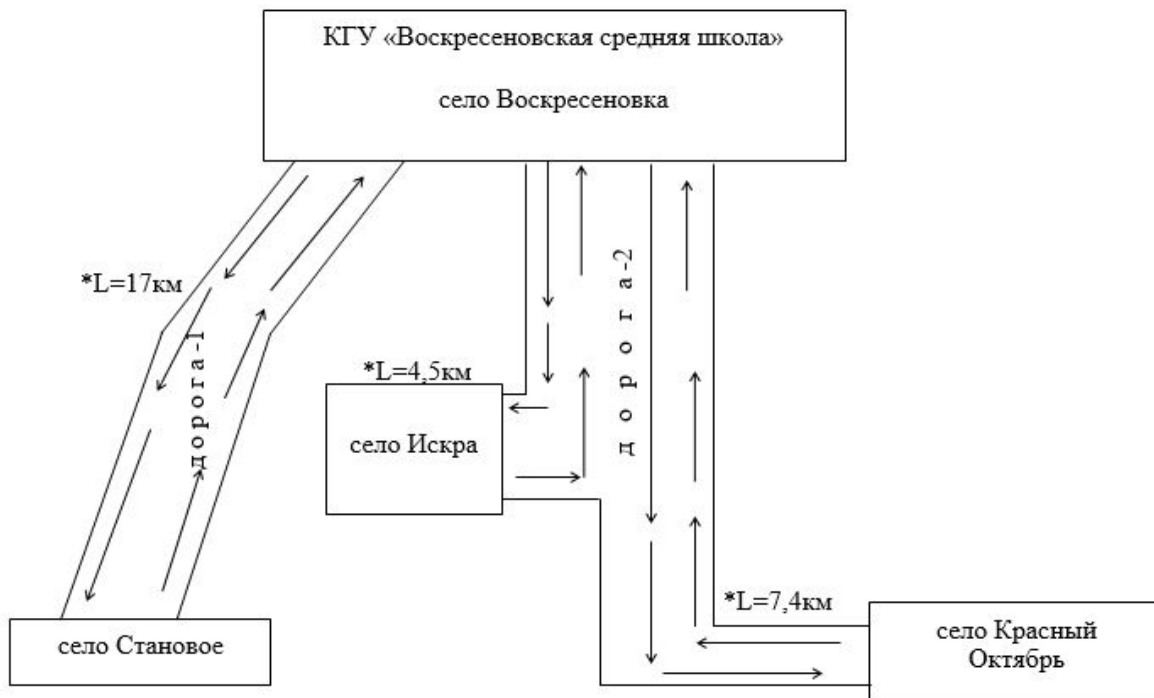 КГУ «Воскресеновская средняя школа»
село Воскресеновка
*L=17км
дорога-1
дорога-2
*L=4,5км
село Искра
*L=7,4км
село Становое
село Красный
Октябрь